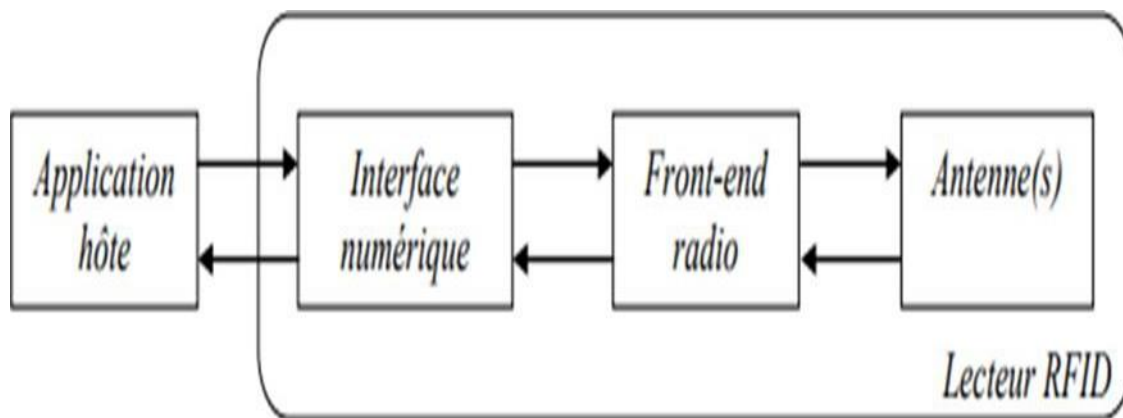 Application
hôte
Interface
numérique
Front-end
radio
Antenne(s)
Lecteur RFID